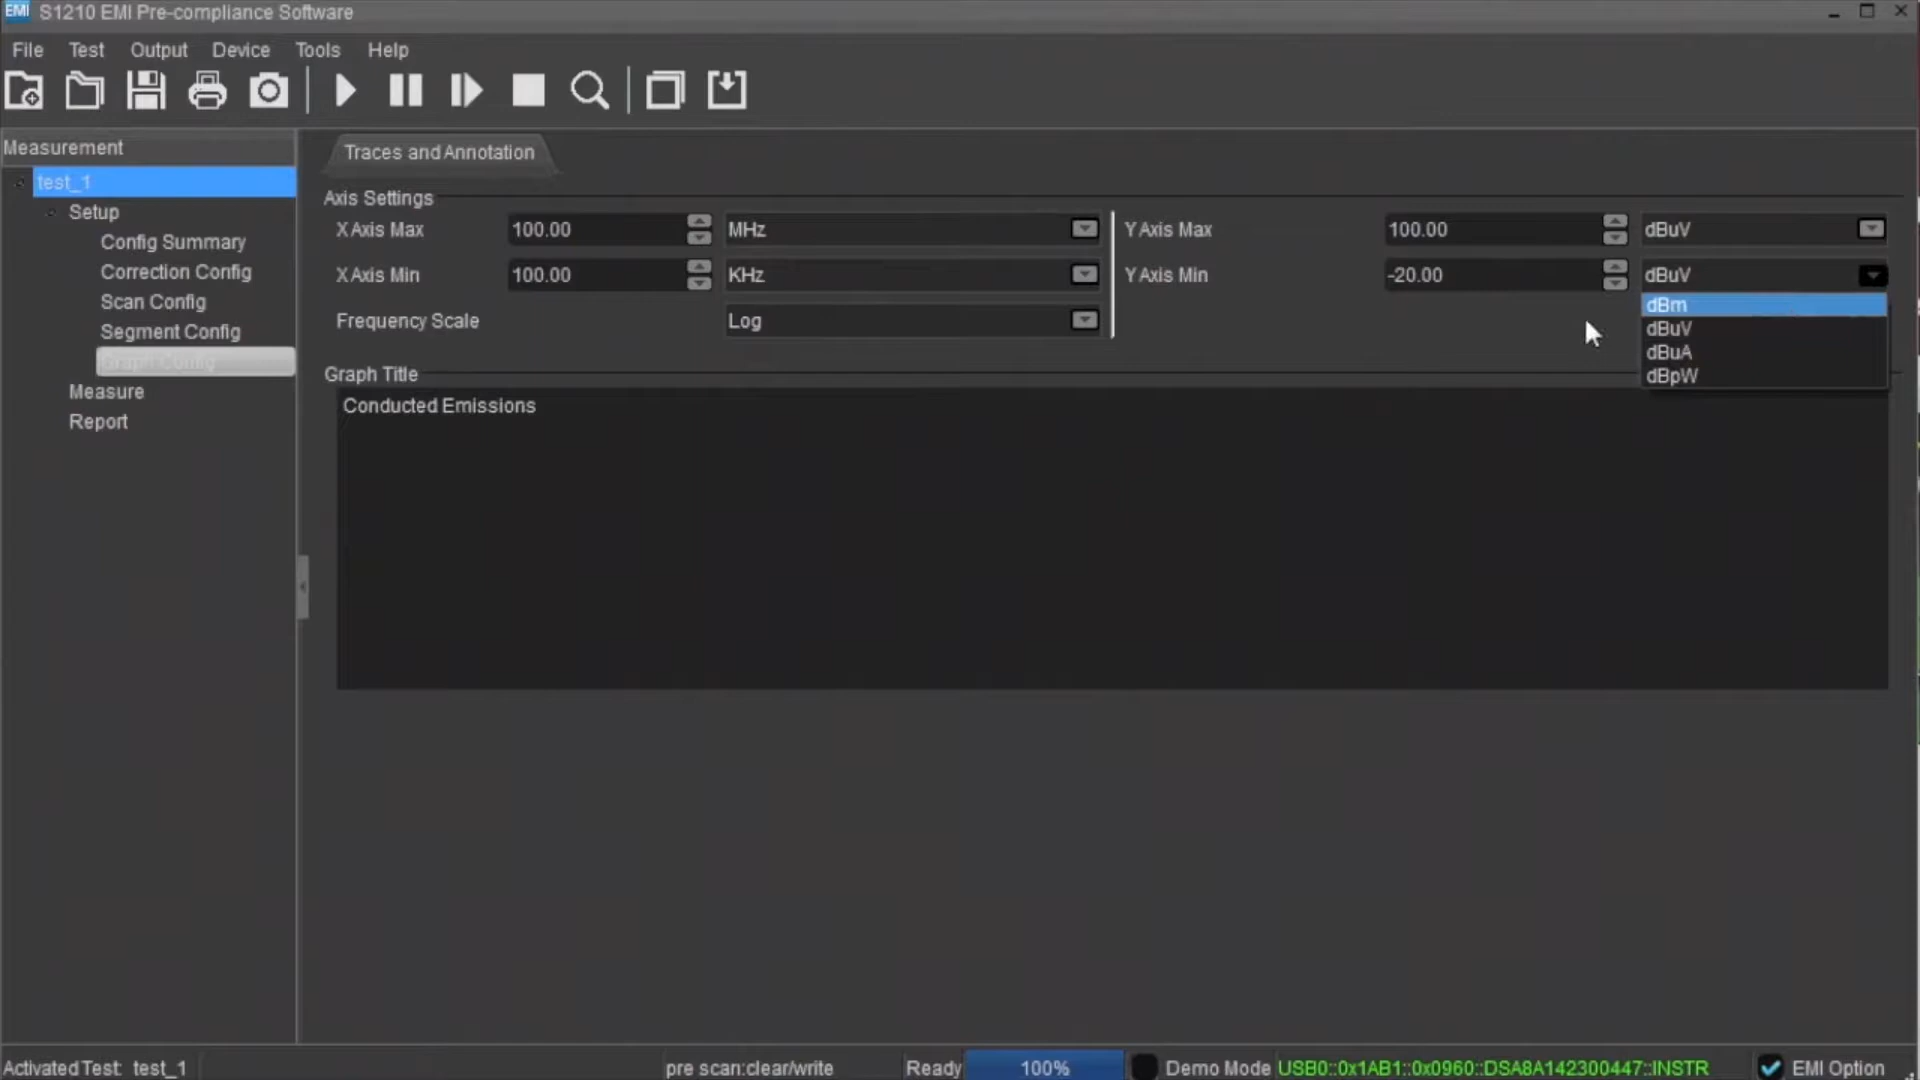 EMI S1210 EMI Pre-compliance Software
File Test Output Device Tools Help
Measurement
test_1
Setup
Config Summary
Correction Config
Scan Config
Segment Config
Graph Config
Measure
Report
Traces and Annotation
Axis Settings
X Axis Max 100.00 MHz Y Axis Max 100.00 dBuV
X Axis Min 100.00 KHz Y Axis Min -20.00 dBuV
Frequency Scale Log
dBm
dBuV
dBuA
dBpW
Graph Title
Conducted Emissions
Activated Test: test_1 pre scan:clear/write Ready 100% Demo Mode USB0::0x1AB1::0x0960::DSA8A142300447::INSTR EMI Option